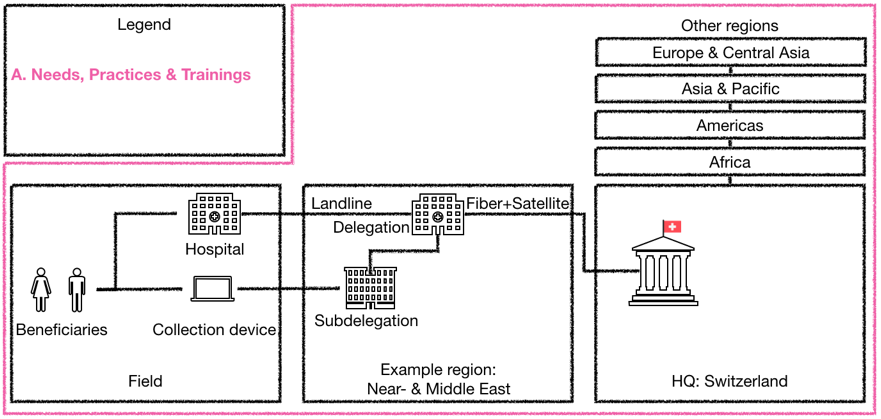 Legend
A. Needs, Practices & Trainings
Other regions
Europe & Central Asia
Asia & Pacific
Americas
Africa
Landline
Fiber+Satellite
Delegation
Hospital
Subdelegation
Beneficiaries
Collection device
Field
Example region:
Near- & Middle East
HQ: Switzerland